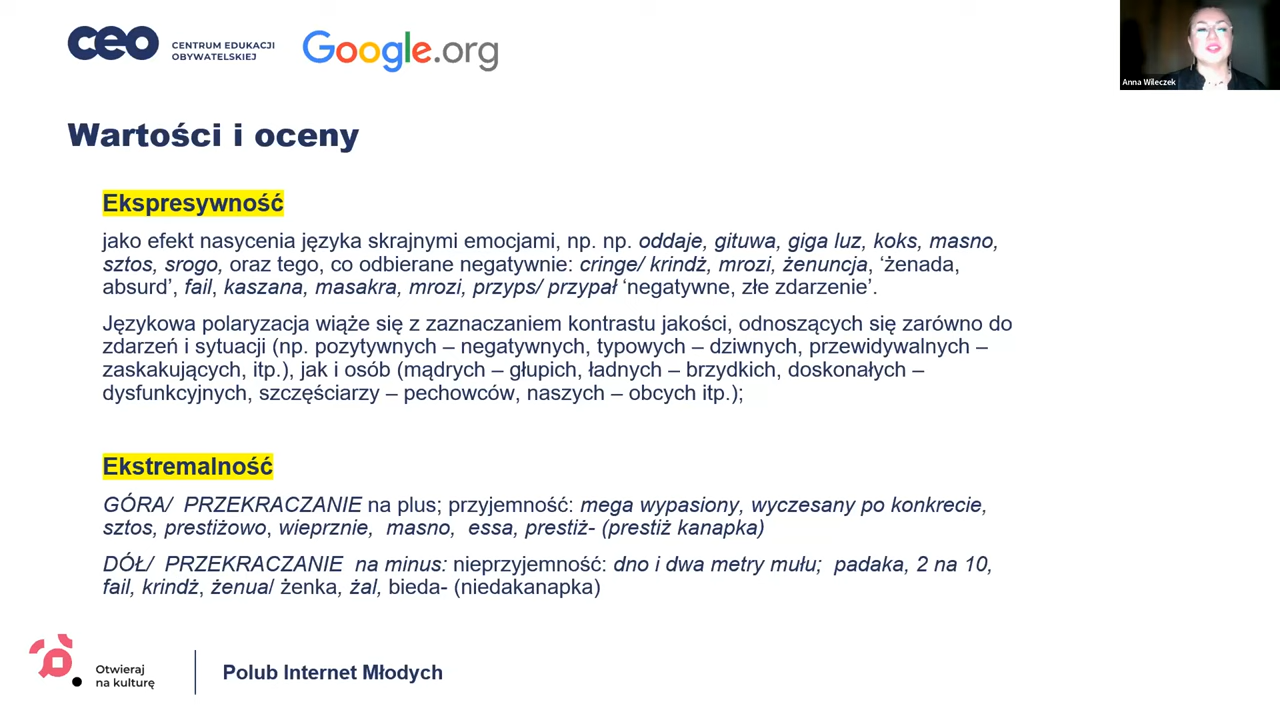 ceo CENTRUM EDUKACJI
OBYWATELSKIEJ
Google.org
Anna Wileczek
Wartości i oceny
Ekspresywność
jako efekt nasycenia języka skrajnymi emocjami, np. np. oddaje, gituwa, giga luz, koks, masno,
sztos, srogo, oraz tego, co odbierane negatywnie: cringe/ krindż, mrozi, żenuncja, ‘żenada,
absurd’, fail, kaszana, masakra, mrozi, przyps/ przypał ‘negatywne, złe zdarzenie’.
Językowa polaryzacja wiąże się z zaznaczaniem kontrastu jakości, odnoszących się zarówno do
zdarzeń i sytuacji (np. pozytywnych – negatywnych, typowych – dziwnych, przewidywalnych –
zaskakujących, itp.), jak i osób (mądrych – głupich, ładnych – brzydkich, doskonałych –
dysfunkcyjnych, szczęściarzy – pechowców, naszych – obcych itp.);
Ekstremalność
GÓRA/ PRZEKRACZANIE na plus; przyjemność: mega wypasiony, wyczesany po konkrecie,
sztos, prestiżowo, wieprznie, masno, essa, prestiż- (prestiż kanapka)
DÓŁ/ PRZEKRACZANIE na minus: nieprzyjemność: dno i dwa metry mułu; padaka, 2 na 10,
fail, krindż, żenua/ żenka, żal, bieda- (niedakanapka)
Otwieraj
na kulturę
Polub Internet Młodych